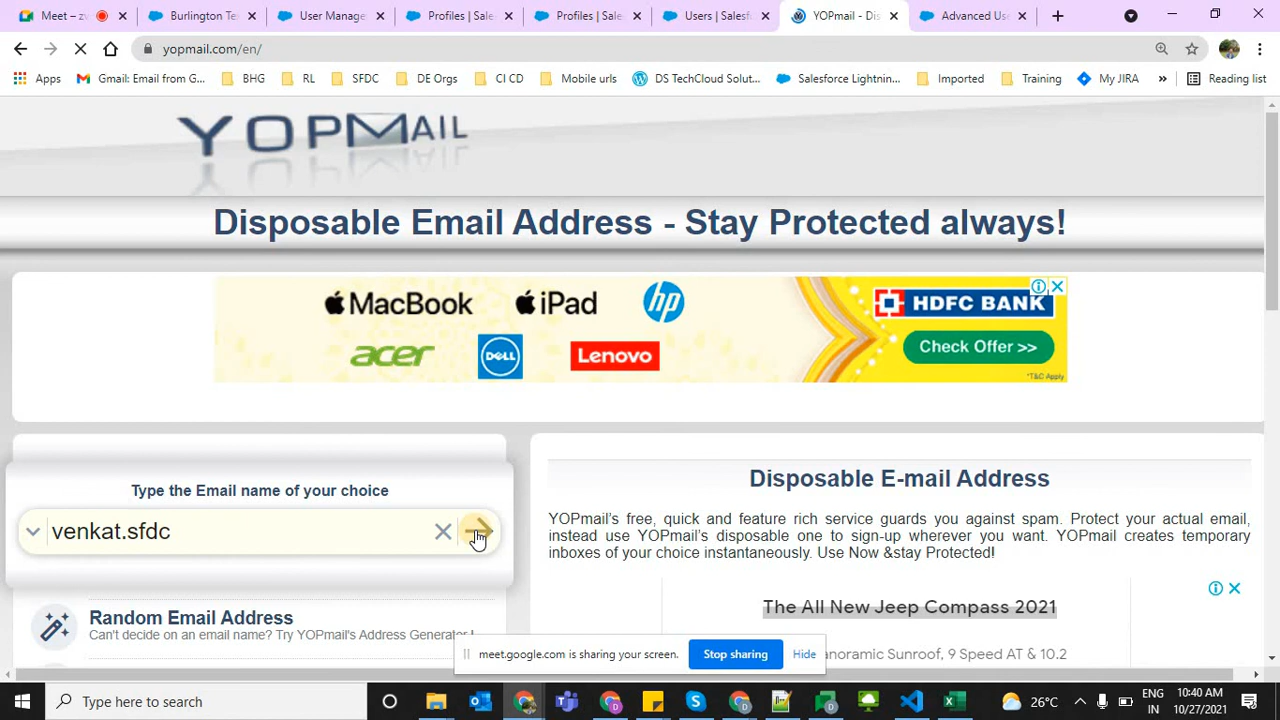 Meet – zv
Burlington Te
User Manage
Profiles | Sale
Profiles | Sale
Users | Salesf
YOPmail - Dis
Advanced Use
yopmail.com/en/
Apps
Gmail: Email from G...
BHG
RL
SFDC
DE Orgs
CI CD
Mobile urls
DS TechCloud Solut...
Salesforce Lightnin...
Imported
Training
My JIRA
»
Reading list
YOPMAIL
Disposable Email Address - Stay Protected always!
MacBook
iPad
hp
acer
DELL
Lenovo
HDFC BANK
Check Offer >>
*T&C Apply
Type the Email name of your choice
venkat.sfdc
Random Email Address
Can't decide on an email name? Try YOPmail's Address Generator !
Disposable E-mail Address
YOPmail's free, quick and feature rich service guards you against spam. Protect your actual email,
instead use YOPmail's disposable one to sign-up wherever you want. YOPmail creates temporary
inboxes of your choice instantaneously. Use Now &stay Protected!
The All New Jeep Compass 2021
anoramic Sunroof, 9 Speed AT & 10.2
meet.google.com is sharing your screen.
Stop sharing
Hide
Type here to search
26°C
ENG
IN
10:40 AM
10/27/2021